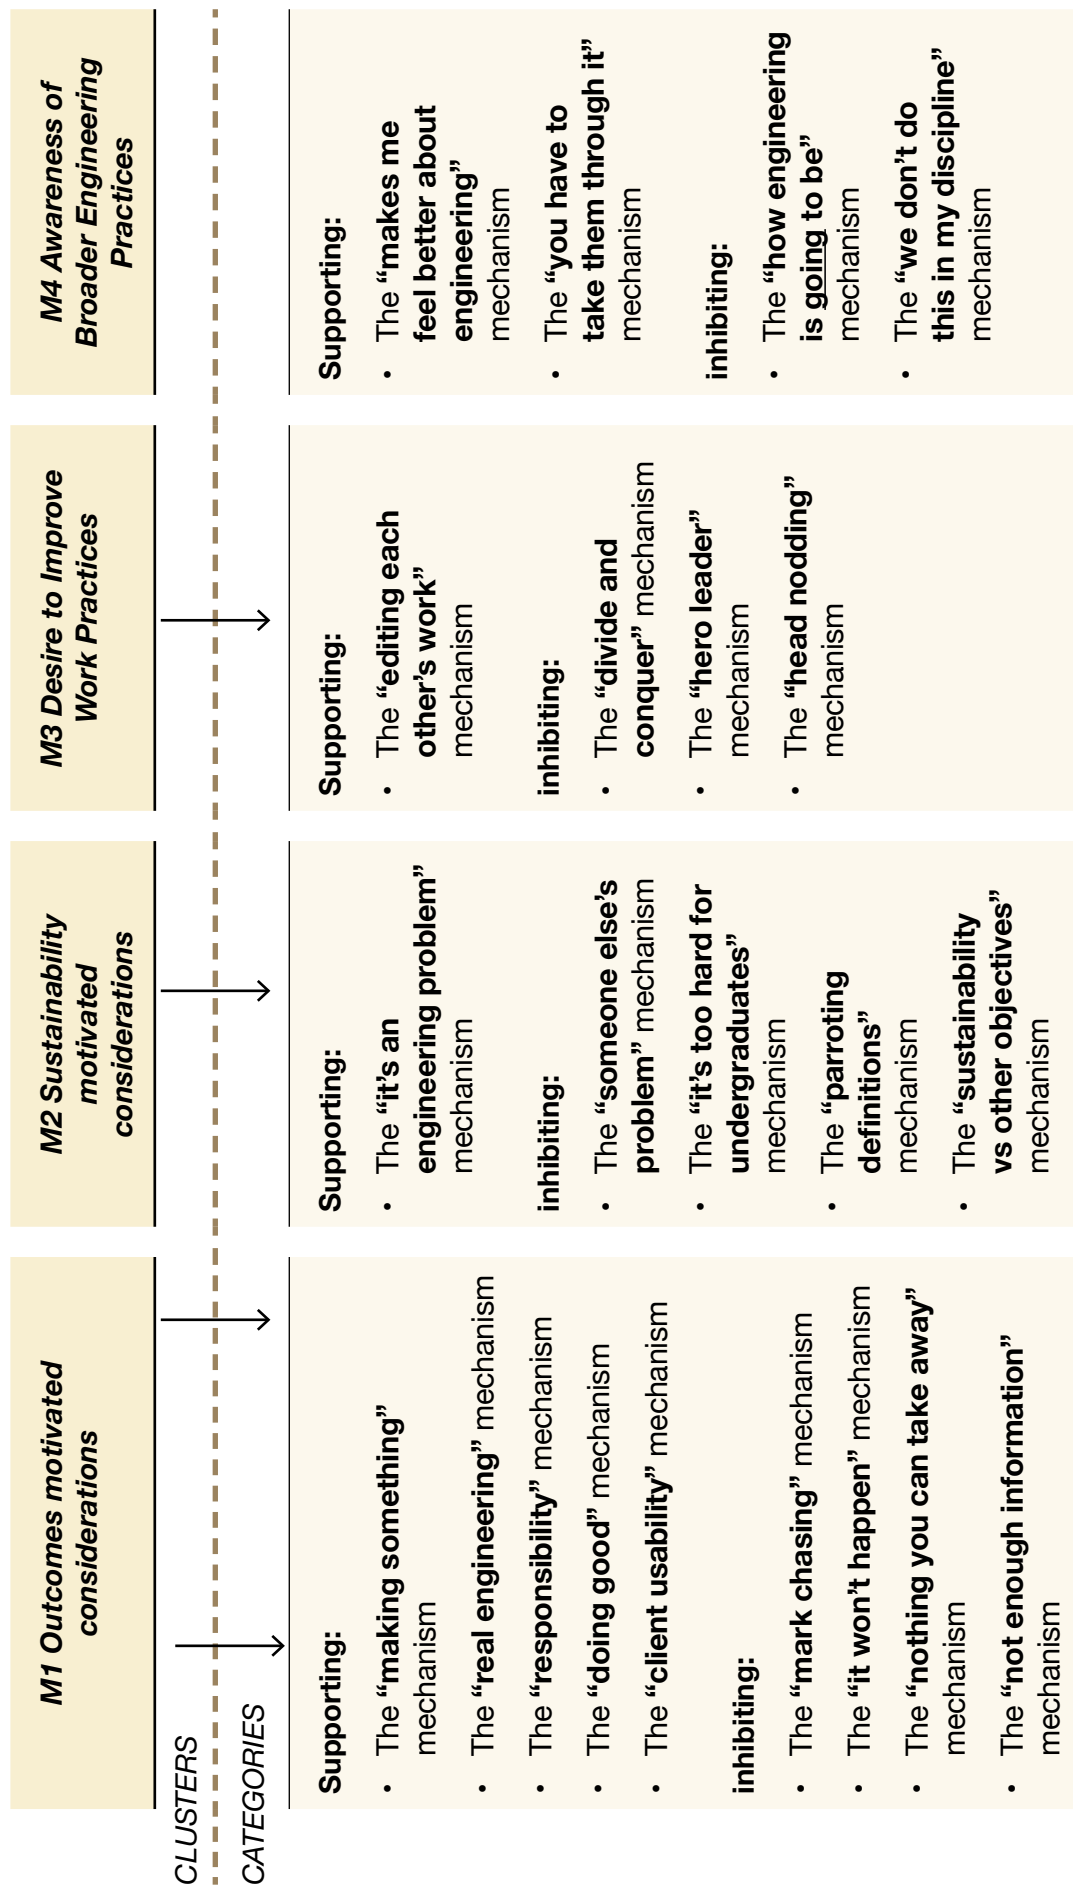 CLUSTERS
CATEGORIES
M1 Outcomes motivated
considerations
Supporting:
• The “making something”
mechanism
• The “real engineering” mechanism
• The “responsibility” mechanism
• The “doing good” mechanism
• The “client usability” mechanism
inhibiting:
• The “mark chasing” mechanism
• The “it won’t happen” mechanism
• The “nothing you can take away”
mechanism
• The “not enough information”
mechanism
M2 Sustainability
motivated
considerations
Supporting:
• The “it’s an
engineering problem”
mechanism
inhibiting:
• The “someone else’s
problem” mechanism
• The “it’s too hard for
undergraduates”
mechanism
• The “parroting
definitions”
mechanism
• The “sustainability
vs other objectives”
mechanism
M3 Desire to Improve
Work Practices
Supporting:
• The “editing each
other’s work”
mechanism
inhibiting:
• The “divide and
conquer” mechanism
• The “hero leader”
mechanism
• The “head nodding”
mechanism
M4 Awareness of
Broader Engineering
Practices
Supporting:
• The “makes me
feel better about
engineering”
mechanism
• The “you have to
take them through it”
mechanism
inhibiting:
• The “how engineering
is going to be”
mechanism
• The “we don’t do
this in my discipline”
mechanism